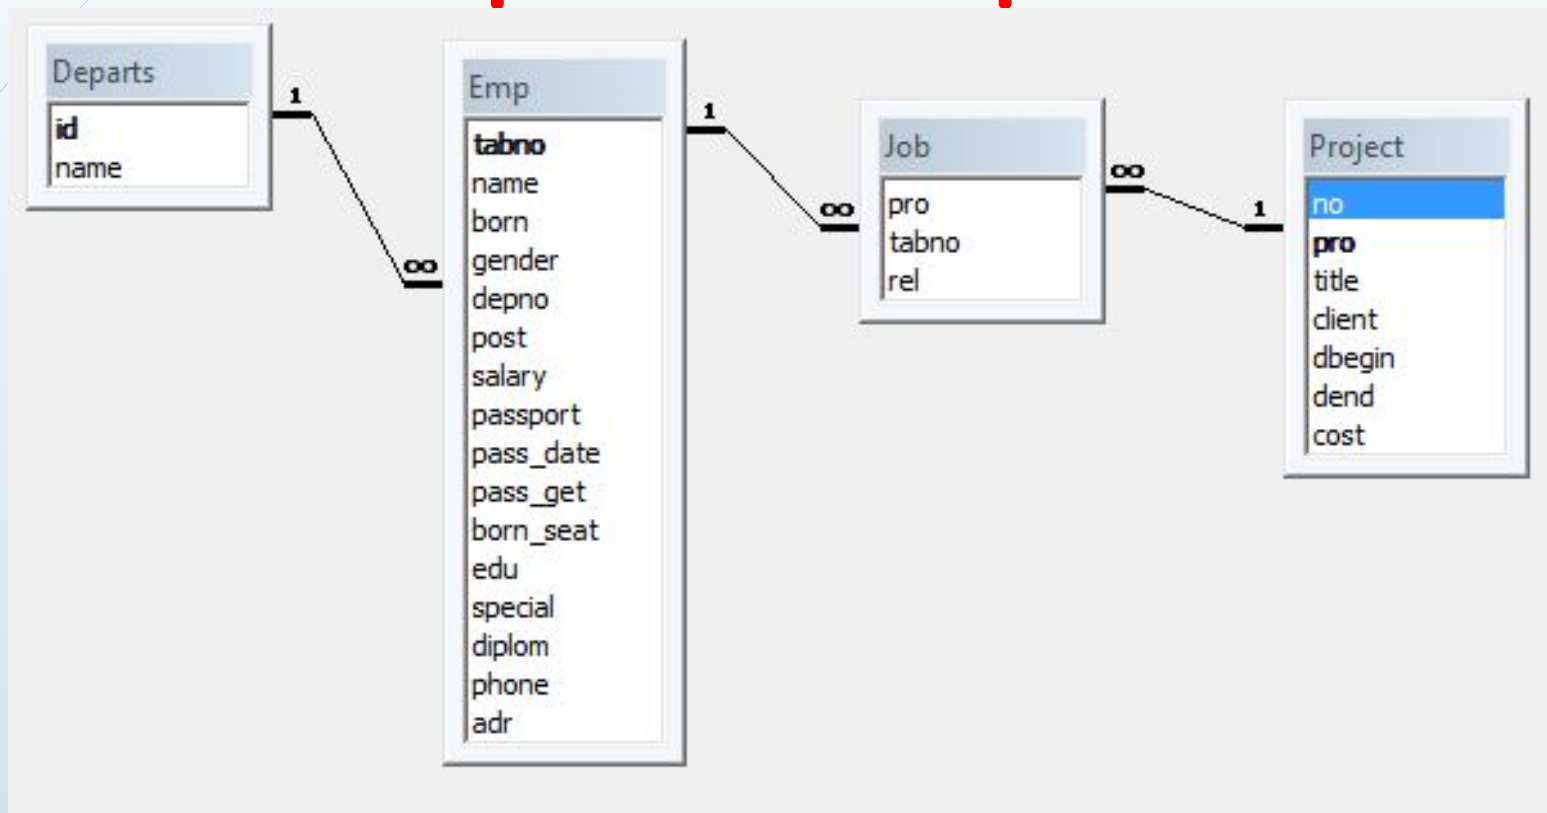 Departs
id
name
1
∞
Emp
tabno
name
born
gender
depno
post
salary
passport
pass_date
pass_get
born_seat
edu
special
diplom
phone
adr
1
∞
Job
pro
tabno
rel
∞
1
Project
no
pro
title
client
dbegin
dend
cost